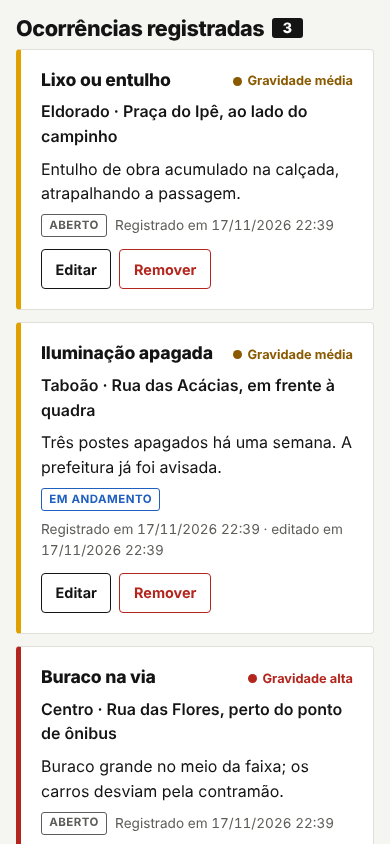 Ocorrências registradas 3
Lixo ou entulho Gravidade média
Eldorado · Praça do Ipê, ao lado do
campinho
Entulho de obra acumulado na calçada,
atrapalhando a passagem.
ABERTO Registrado em 17/11/2026 22:39
Editar Remover
Iluminação apagada Gravidade média
Taboão · Rua das Acácias, em frente à
quadra
Três postes apagados há uma semana. A
prefeitura já foi avisada.
EM ANDAMENTO
Registrado em 17/11/2026 22:39 · editado em
17/11/2026 22:39
Editar Remover
Buraco na via Gravidade alta
Centro · Rua das Flores, perto do ponto
de ônibus
Buraco grande no meio da faixa; os
carros desviam pela contramão.
ABERTO Registrado em 17/11/2026 22:39